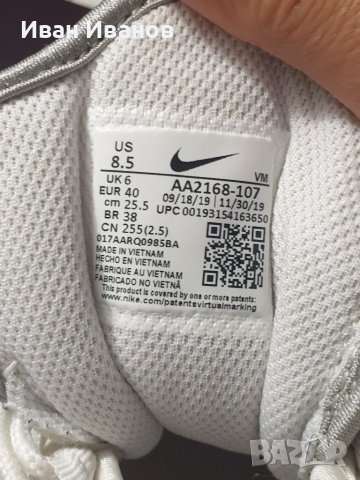 Иван Иванов
US
8.5
UK 6
EUR 40
cm 25.5
BR 38
CN 255(2.5)
VM
AA2168-107
09/18/19 | 11/30/19
UPC 00193154163650
017AARQ0985BA
MADE IN VIETNAM
HECHO EN VIETNAM
FABRIQUE AU VIETNAM
FABRICADO NO VIETNÃ
This product is covered by one or more patents:
www.nike.com/patentsvirtualmarking
BAZAR